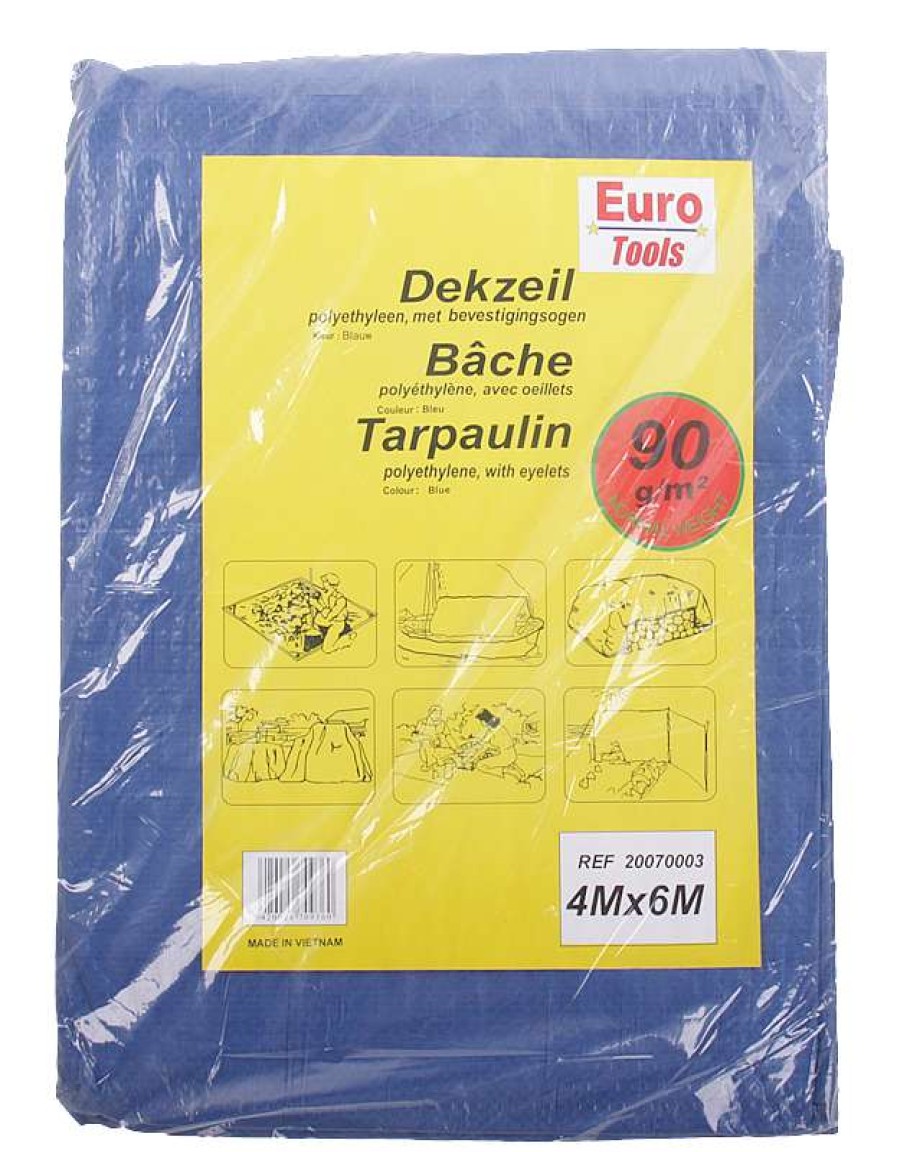 Euro
Tools
Dekzeil
polyethyleen, met bevestigingsogen
Kleur : Blauw
Bâche
polyéthylène, avec oeillets
Couleur : Bleu
Tarpaulin
polyethylene, with eyelets
Colour : Blue
90
g/m²
WEIGHT
REF 20070003
4Mx6M
MADE IN VIETNAM